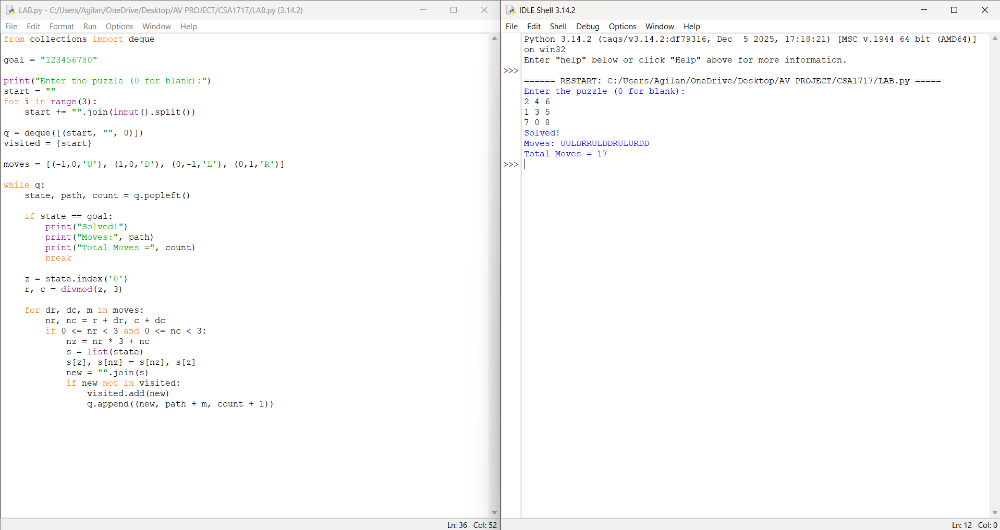 LAB.py - C:/Users/Agilan/OneDrive/Desktop/AV PROJECT/CSA1717/LAB.py (3.14.2)
File Edit Format Run Options Window Help
from collections import deque

goal = "123456780"

print("Enter the puzzle (0 for blank):")
start = ""
for i in range(3):
    start += "".join(input().split())

q = deque([(start, "", 0)])
visited = {start}

moves = [(-1,0,'U'), (1,0,'D'), (0,-1,'L'), (0,1,'R')]

while q:
    state, path, count = q.popleft()

    if state == goal:
        print("Solved!")
        print("Moves:", path)
        print("Total Moves =", count)
        break

    z = state.index('0')
    r, c = divmod(z, 3)

    for dr, dc, m in moves:
        nr, nc = r + dr, c + dc
        if 0 <= nr < 3 and 0 <= nc < 3:
            nz = nr * 3 + nc
            s = list(state)
            s[z], s[nz] = s[nz], s[z]
            new = "".join(s)
            if new not in visited:
                visited.add(new)
                q.append((new, path + m, count + 1))
Ln: 36 Col: 52
IDLE Shell 3.14.2
File Edit Shell Debug Options Window Help
Python 3.14.2 (tags/v3.14.2:df79316, Dec  5 2025, 17:18:21) [MSC v.1944 64 bit (AMD64)]
on win32
Enter "help" below or click "Help" above for more information.
>>>
====== RESTART: C:/Users/Agilan/OneDrive/Desktop/AV PROJECT/CSA1717/LAB.py =====
Enter the puzzle (0 for blank):
2 4 6
1 3 5
7 0 8
Solved!
Moves: UULDRRULDDRULURDD
Total Moves = 17
>>>
Ln: 12 Col: 0